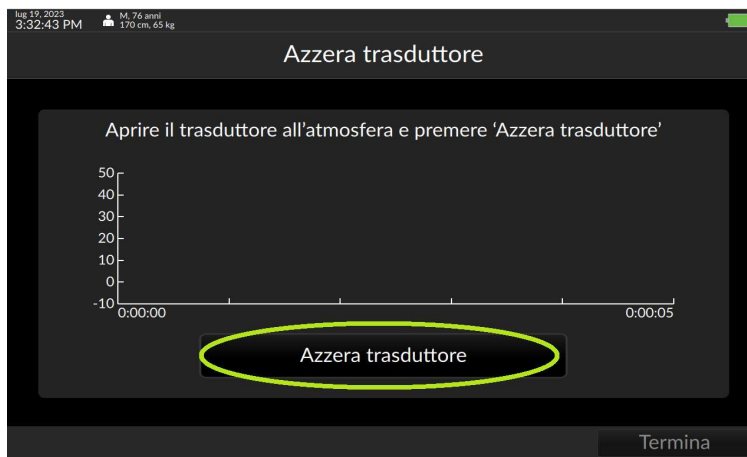 lug 19, 2023
3:32:43 PM
M, 76 anni
170 cm, 65 kg
Azzera trasduttore
Aprire il trasduttore all'atmosfera e premere ‘Azzera trasduttore’
50
40
30
20
10
0
-10
0:00:00
0:00:05
Azzera trasduttore
Termina